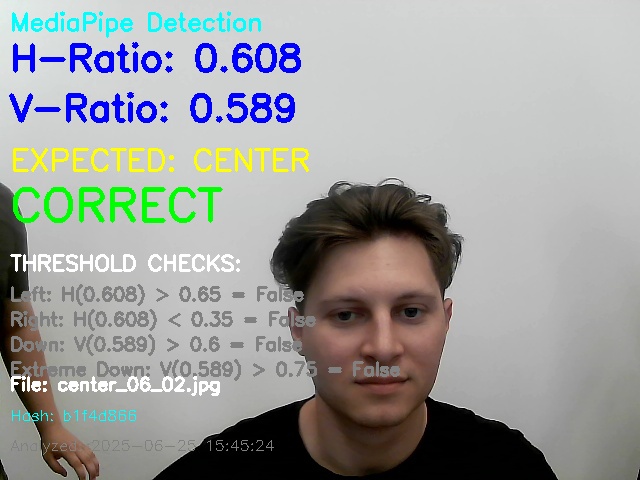 MediaPipe Detection
H-Ratio: 0.608
V-Ratio: 0.589
EXPECTED: CENTER
CORRECT
THRESHOLD CHECKS:
Left: H(0.608) > 0.65 = False
Right: H(0.608) < 0.35 = False
Down: V(0.589) > 0.6 = False
Extreme Down: V(0.589) > 0.75 = False
File: center_06_02.jpg
Hash: b1f4d866
Analyzed: 2025-06-25 15:45:24